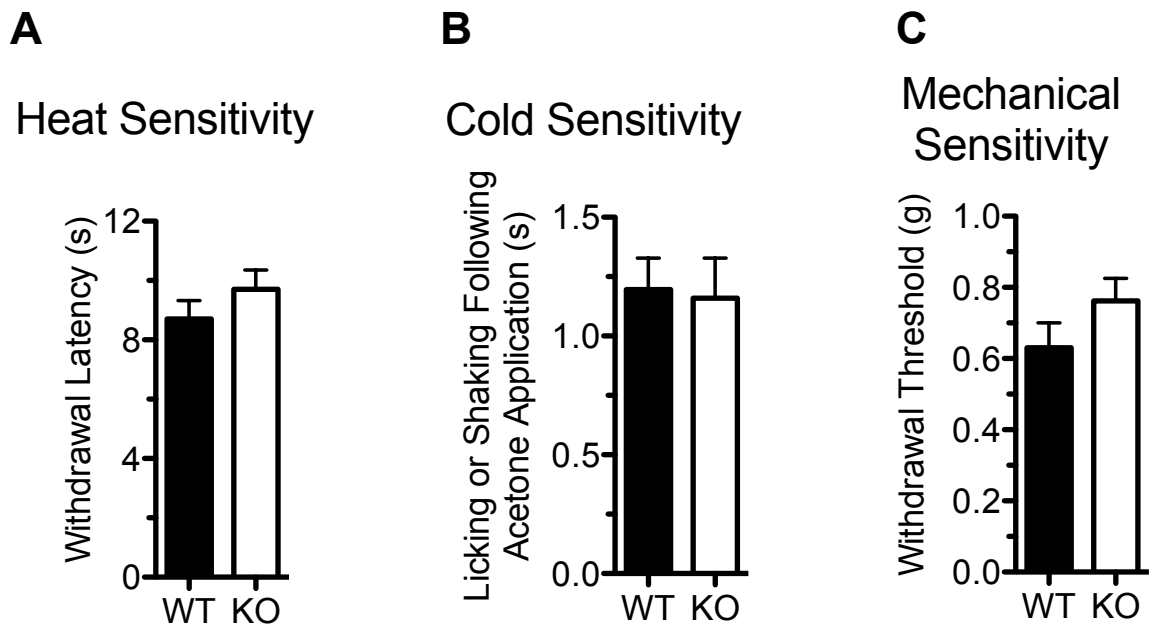 A
Heat Sensitivity
Withdrawal Latency (s)
12
8
4
0
WT KO
B
Cold Sensitivity
Licking or Shaking Following
Acetone Application (s)
1.5
1.0
0.5
0.0
WT KO
C
Mechanical
Sensitivity
Withdrawal Threshold (g)
1.0
0.8
0.6
0.4
0.2
0.0
WT KO